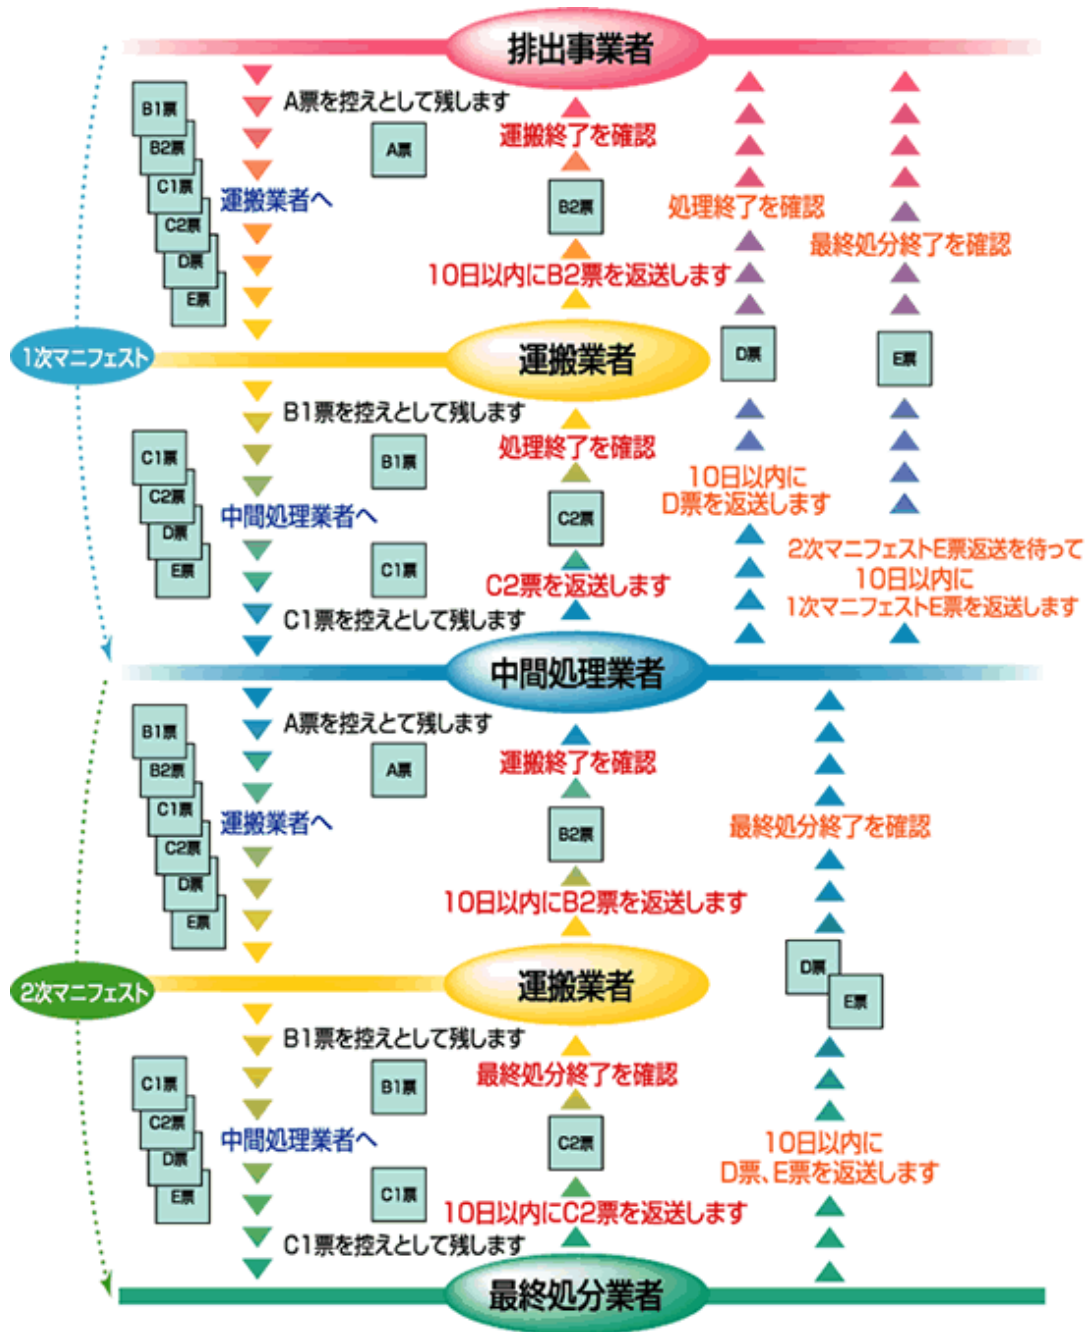 排出事業者
B1票
B2票
C1票
C2票
D票
E票
A票を控えとして残します
A票
運搬業者へ
運搬終了を確認
B2票
10日以内にB2票を返送します
処理終了を確認
最終処分終了を確認
1次マニフェスト
運搬業者
D票
E票
B1票を控えとして残します
C1票
C2票
D票
E票
B1票
中間処理業者へ
C1票
C1票を控えとして残します
処理終了を確認
C2票
C2票を返送します
10日以内に
D票を返送します
2次マニフェストE票返送を待って
10日以内に
1次マニフェストE票を返送します
中間処理業者
B1票
B2票
C1票
C2票
D票
E票
A票を控えとて残します
A票
運搬業者へ
運搬終了を確認
B2票
10日以内にB2票を返送します
最終処分終了を確認
D票
E票
2次マニフェスト
運搬業者
B1票を控えとして残します
C1票
C2票
D票
E票
B1票
中間処理業者へ
C1票
C1票を控えとして残します
最終処分終了を確認
C2票
10日以内にC2票を返送します
10日以内に
D票、E票を返送します
最終処分業者